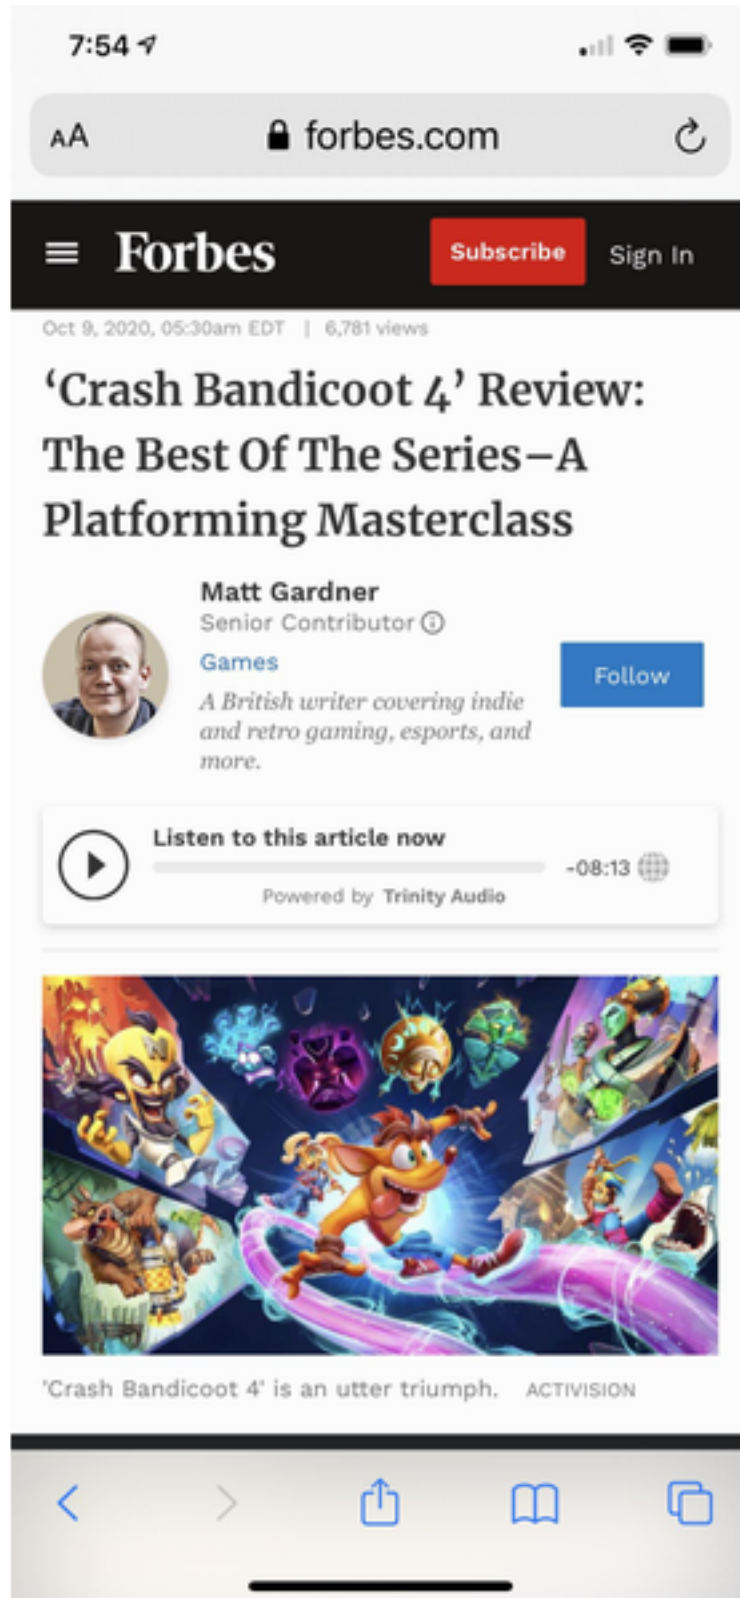 7:54
AA forbes.com
Forbes Subscribe Sign In
Oct 9, 2020, 05:30am EDT | 6,781 views
‘Crash Bandicoot 4’ Review:
The Best Of The Series–A
Platforming Masterclass
Matt Gardner
Senior Contributor
Games
A British writer covering indie
and retro gaming, esports, and
more.
Follow
Listen to this article now
-08:13
Powered by Trinity Audio
'Crash Bandicoot 4' is an utter triumph. ACTIVISION